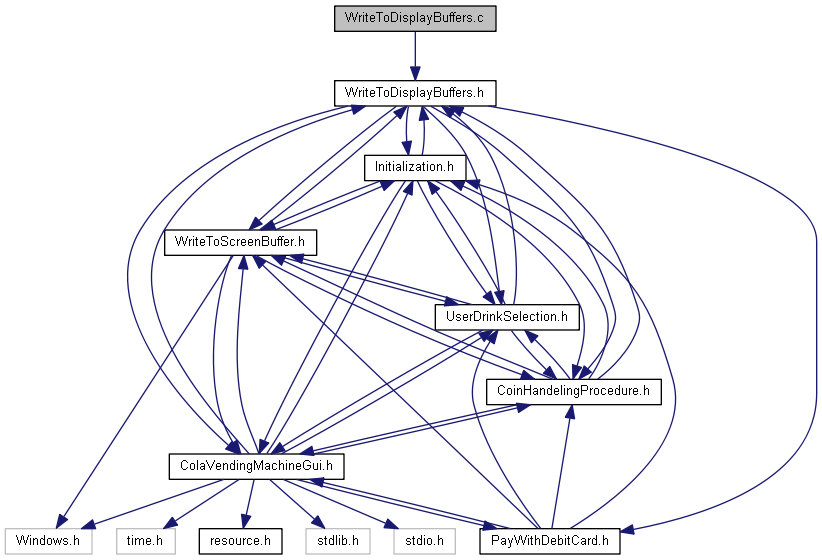 WriteToDisplayBuffers.c
WriteToDisplayBuffers.h
Initialization.h
WriteToScreenBuffer.h
UserDrinkSelection.h
CoinHandelingProcedure.h
ColaVendingMachineGui.h
Windows.h
time.h
resource.h
stdlib.h
stdio.h
PayWithDebitCard.h